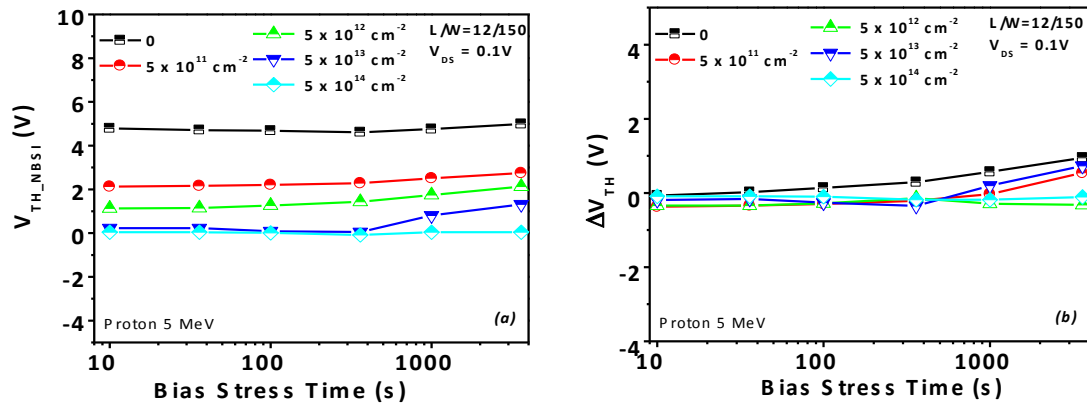 10
8
6
4
2
0
-2
-4
V_TH_NBSI (V)
0
5 x 10^11 cm^-2
5 x 10^12 cm^-2
5 x 10^13 cm^-2
5 x 10^14 cm^-2
L/W=12/150
V_DS = 0.1V
Proton 5 MeV
(a)
10 100 1000
Bias Stress Time (s)
4
2
0
-2
-4
ΔV_TH (V)
0
5 x 10^11 cm^-2
5 x 10^12 cm^-2
5 x 10^13 cm^-2
5 x 10^14 cm^-2
L/W=12/150
V_DS = 0.1V
Proton 5 MeV
(b)
10 100 1000
Bias Stress Time (s)